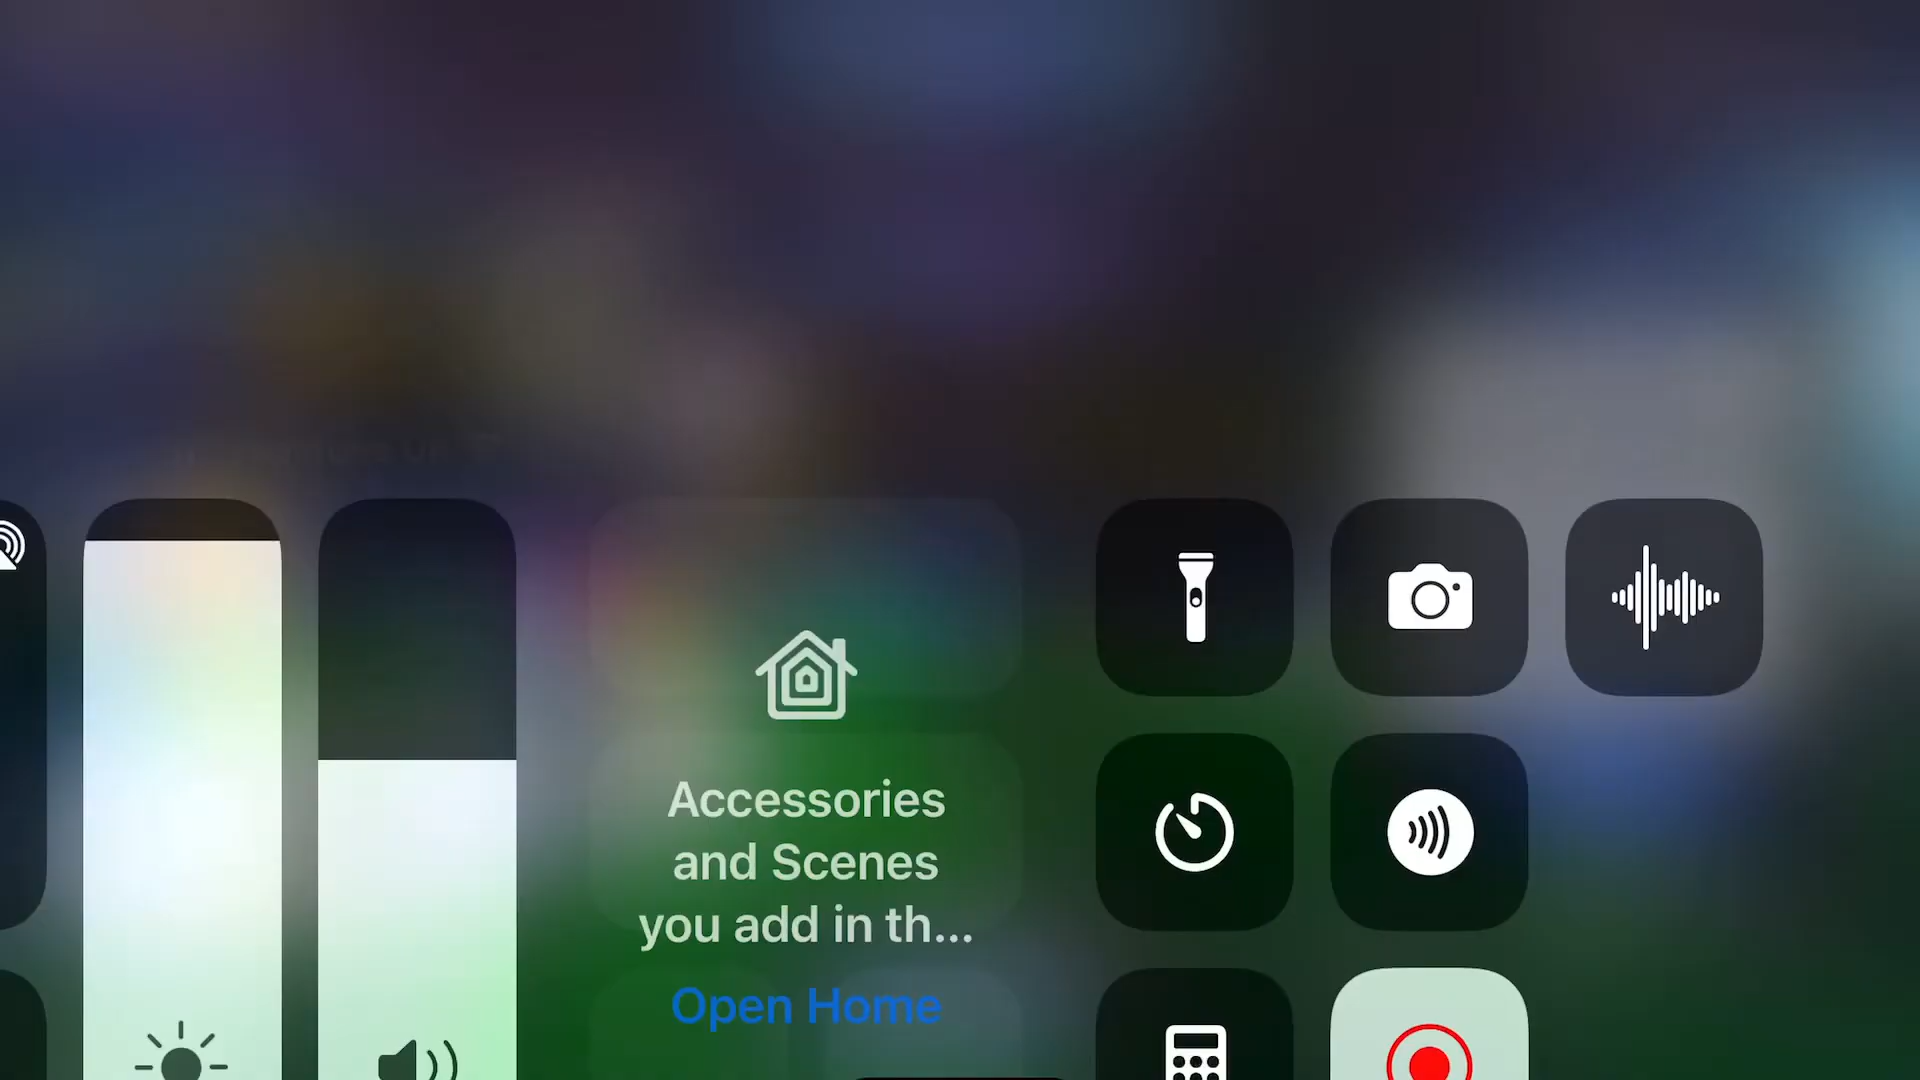 Accessories
and Scenes
you add in th...
Open Home